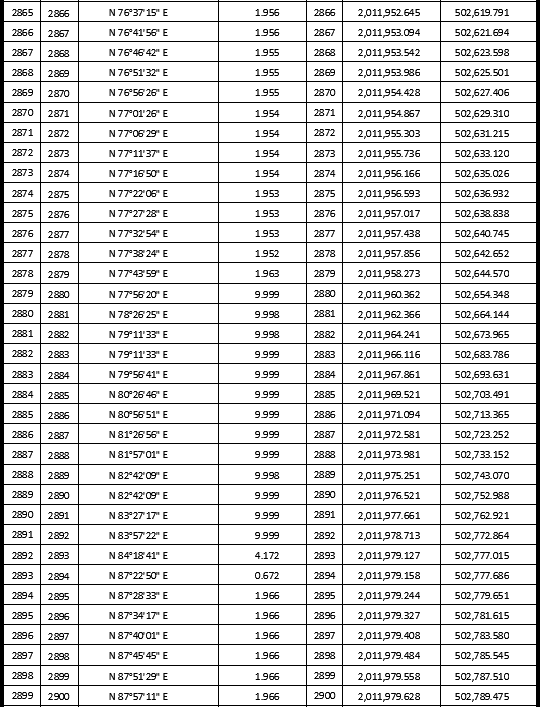 2865 2866 N 76°37'15" E 1.956 2866 2,011,952.645 502,619.791
2866 2867 N 76°41'56" E 1.956 2867 2,011,953.094 502,621.694
2867 2868 N 76°46'42" E 1.955 2868 2,011,953.542 502,623.598
2868 2869 N 76°51'32" E 1.955 2869 2,011,953.986 502,625.501
2869 2870 N 76°56'26" E 1.955 2870 2,011,954.428 502,627.406
2870 2871 N 77°01'26" E 1.954 2871 2,011,954.867 502,629.310
2871 2872 N 77°06'29" E 1.954 2872 2,011,955.303 502,631.215
2872 2873 N 77°11'37" E 1.954 2873 2,011,955.736 502,633.120
2873 2874 N 77°16'50" E 1.954 2874 2,011,956.166 502,635.026
2874 2875 N 77°22'06" E 1.953 2875 2,011,956.593 502,636.932
2875 2876 N 77°27'28" E 1.953 2876 2,011,957.017 502,638.838
2876 2877 N 77°32'54" E 1.953 2877 2,011,957.438 502,640.745
2877 2878 N 77°38'24" E 1.952 2878 2,011,957.856 502,642.652
2878 2879 N 77°43'59" E 1.963 2879 2,011,958.273 502,644.570
2879 2880 N 77°56'20" E 9.999 2880 2,011,960.362 502,654.348
2880 2881 N 78°26'25" E 9.998 2881 2,011,962.366 502,664.144
2881 2882 N 79°11'33" E 9.998 2882 2,011,964.241 502,673.965
2882 2883 N 79°11'33" E 9.999 2883 2,011,966.116 502,683.786
2883 2884 N 79°56'41" E 9.999 2884 2,011,967.861 502,693.631
2884 2885 N 80°26'46" E 9.999 2885 2,011,969.521 502,703.491
2885 2886 N 80°56'51" E 9.999 2886 2,011,971.094 502,713.365
2886 2887 N 81°26'56" E 9.999 2887 2,011,972.581 502,723.252
2887 2888 N 81°57'01" E 9.999 2888 2,011,973.981 502,733.152
2888 2889 N 82°42'09" E 9.998 2889 2,011,975.251 502,743.070
2889 2890 N 82°42'09" E 9.999 2890 2,011,976.521 502,752.988
2890 2891 N 83°27'17" E 9.999 2891 2,011,977.661 502,762.921
2891 2892 N 83°57'22" E 9.999 2892 2,011,978.713 502,772.864
2892 2893 N 84°18'41" E 4.172 2893 2,011,979.127 502,777.015
2893 2894 N 87°22'50" E 0.672 2894 2,011,979.158 502,777.686
2894 2895 N 87°28'33" E 1.966 2895 2,011,979.244 502,779.651
2895 2896 N 87°34'17" E 1.966 2896 2,011,979.327 502,781.615
2896 2897 N 87°40'01" E 1.966 2897 2,011,979.408 502,783.580
2897 2898 N 87°45'45" E 1.966 2898 2,011,979.484 502,785.545
2898 2899 N 87°51'29" E 1.966 2899 2,011,979.558 502,787.510
2899 2900 N 87°57'11" E 1.966 2900 2,011,979.628 502,789.475